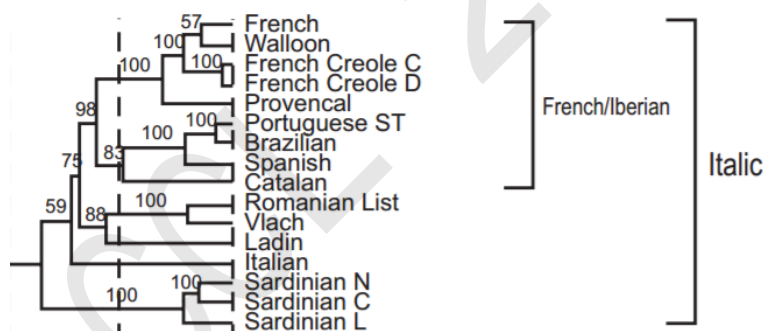 57 French
100 Walloon
100 French Creole C
100 French Creole D
Provencal
98 100 Portuguese ST
100 Brazilian
75 83 Spanish
Catalan
100 Romanian List
59 88 Vlach
Ladin
Italian
100 Sardinian N
100 Sardinian C
Sardinian L
French/Iberian
Italic